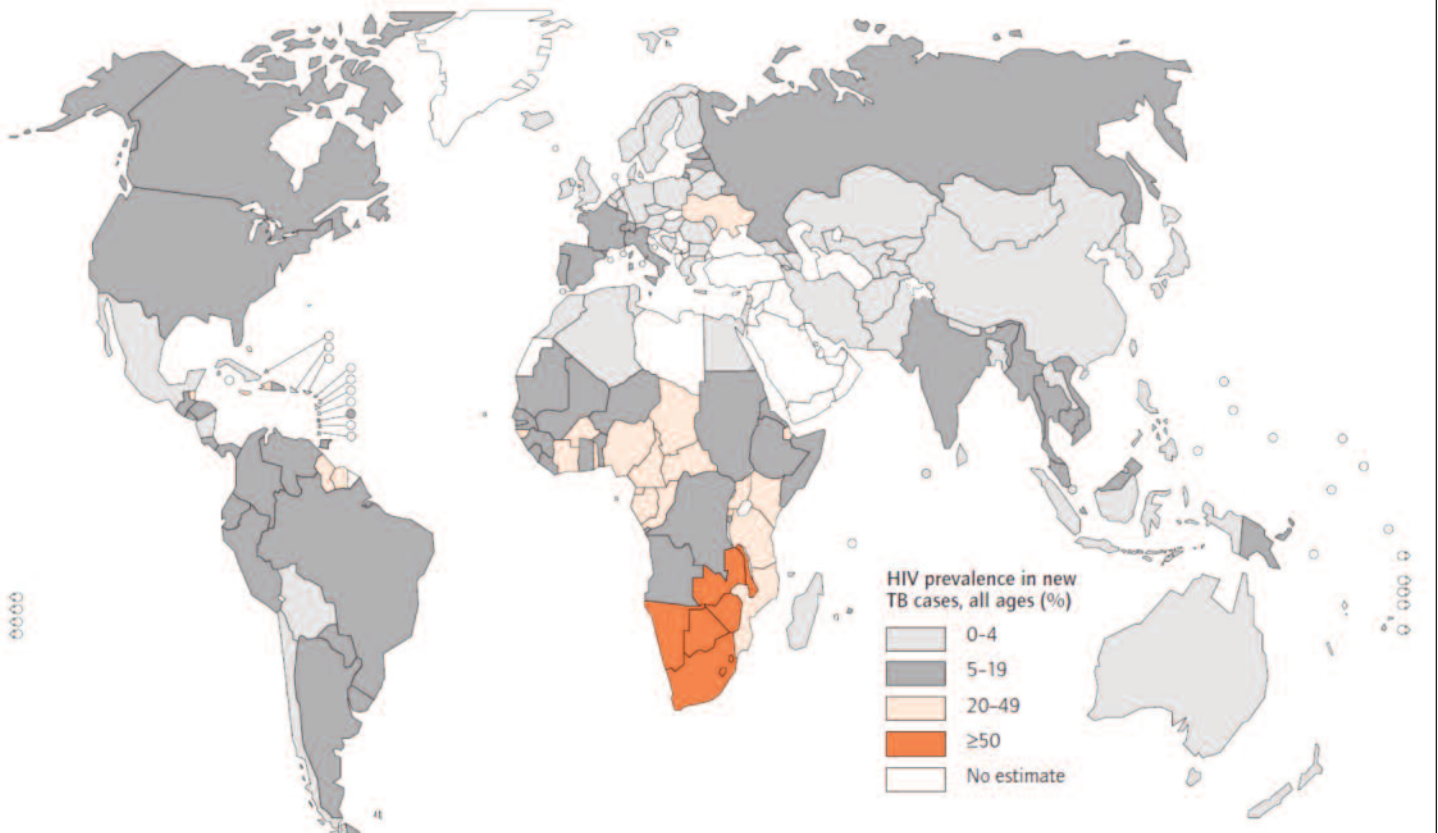 HIV prevalence in new
TB cases, all ages (%)
0–4
5–19
20–49
≥50
No estimate